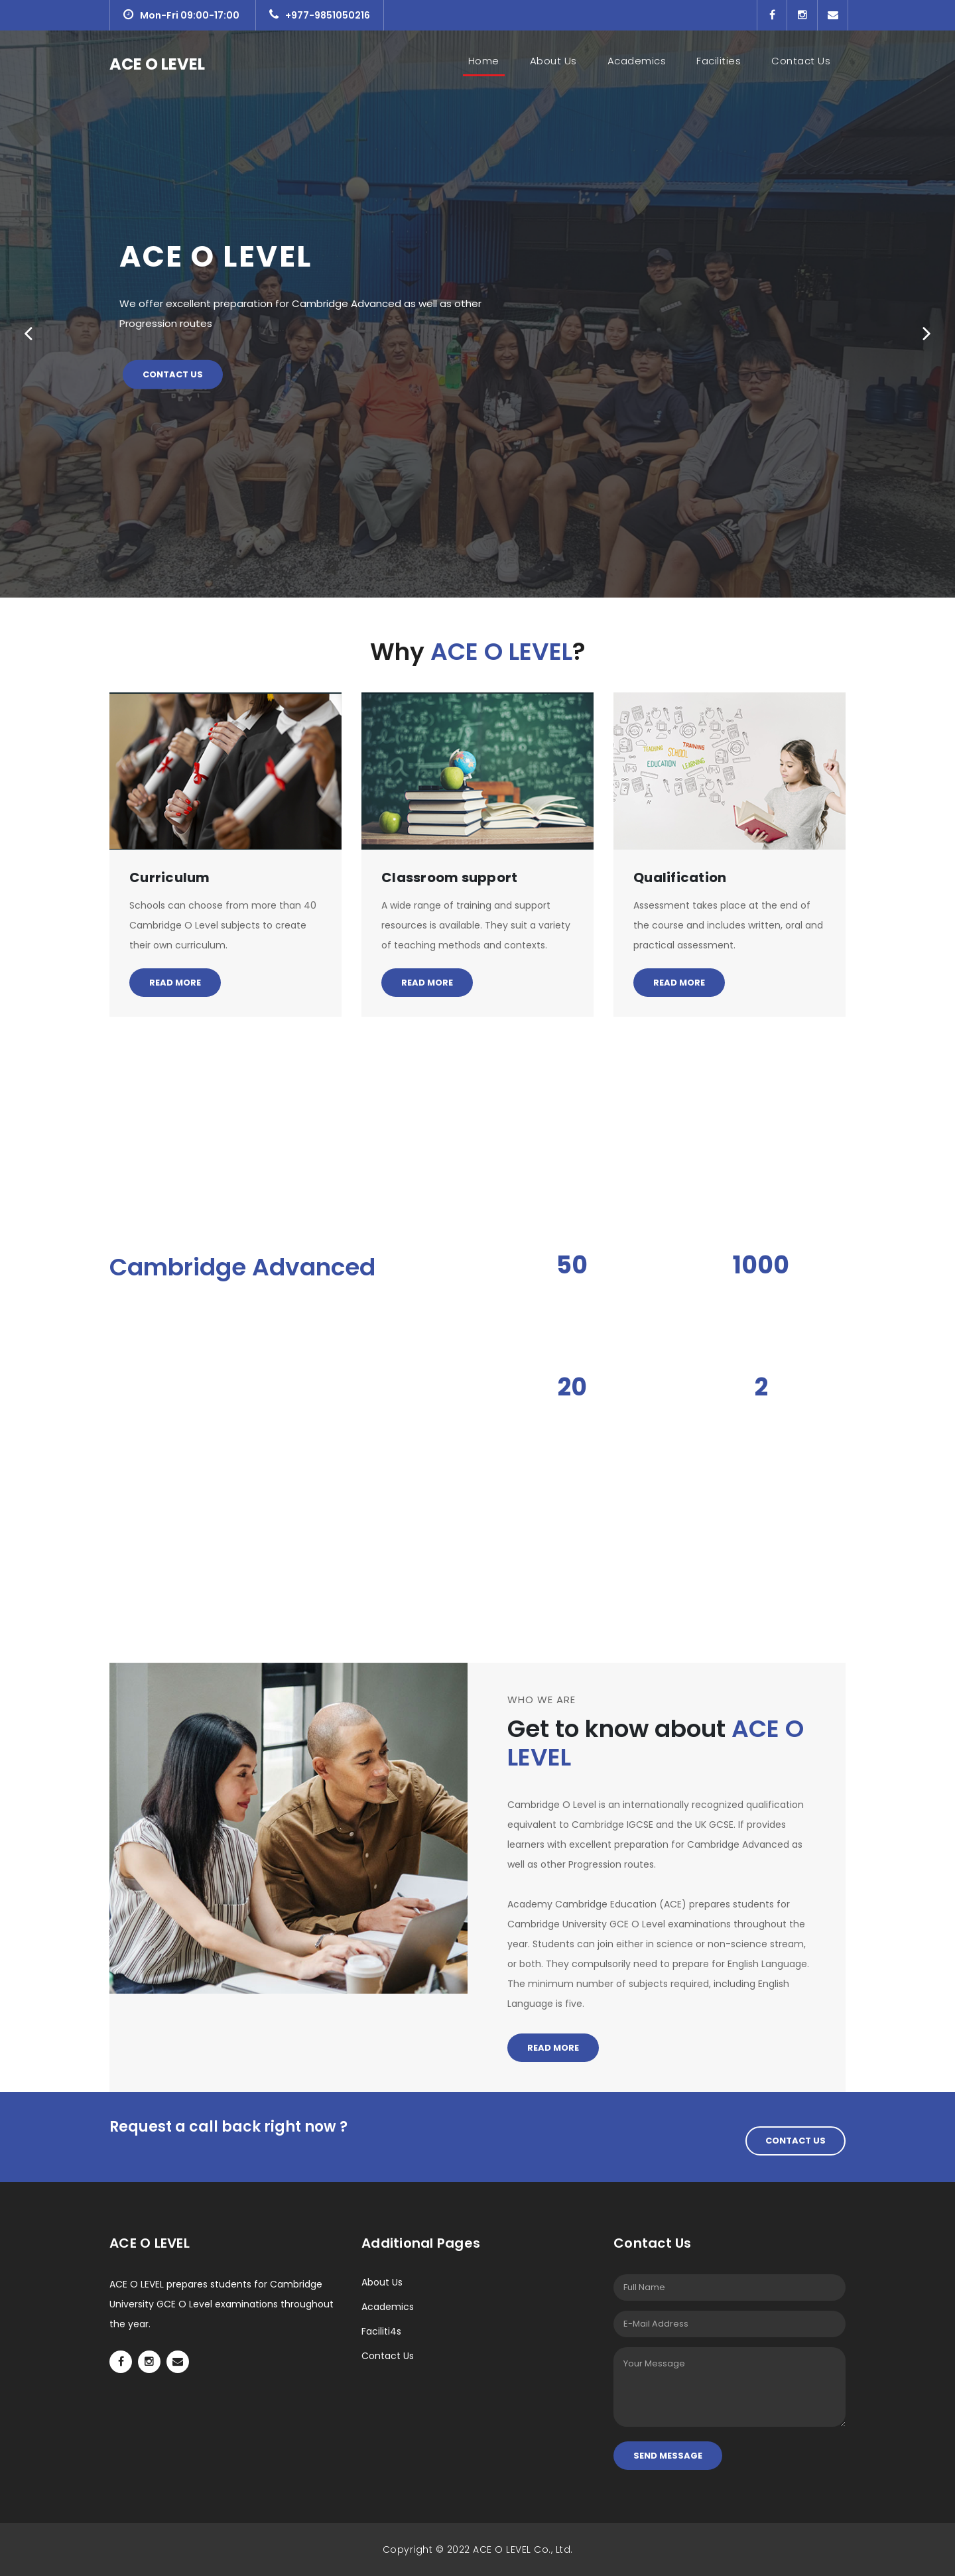 Mon-Fri 09:00-17:00
+977-9851050216
ACE O LEVEL
Home
About Us
Academics
Facilities
Contact Us
ACE O LEVEL
We offer excellent preparation for Cambridge Advanced as well as other
Progression routes
CONTACT US
Why ACE O LEVEL?
Curriculum
Schools can choose from more than 40
Cambridge O Level subjects to create
their own curriculum.
READ MORE
Classroom support
A wide range of training and support
resources is available. They suit a variety
of teaching methods and contexts.
READ MORE
TEACHING
SCHOOL
TRAINING
EDUCATION
LEARNING
Qualification
Assessment takes place at the end of
the course and includes written, oral and
practical assessment.
READ MORE
Cambridge Advanced
50
1000
20
2
WHO WE ARE
Get to know about ACE O
LEVEL
Cambridge O Level is an internationally recognized qualification
equivalent to Cambridge IGCSE and the UK GCSE. If provides
learners with excellent preparation for Cambridge Advanced as
well as other Progression routes.
Academy Cambridge Education (ACE) prepares students for
Cambridge University GCE O Level examinations throughout the
year. Students can join either in science or non-science stream,
or both. They compulsorily need to prepare for English Language.
The minimum number of subjects required, including English
Language is five.
READ MORE
Request a call back right now ?
CONTACT US
ACE O LEVEL
ACE O LEVEL prepares students for Cambridge
University GCE O Level examinations throughout
the year.
Additional Pages
About Us
Academics
Faciliti4s
Contact Us
Contact Us
Full Name
E-Mail Address
Your Message
SEND MESSAGE
Copyright © 2022 ACE O LEVEL Co., Ltd.